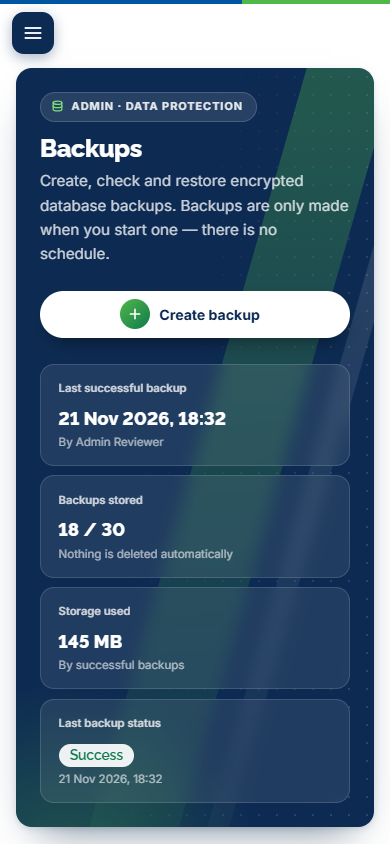 ADMIN · DATA PROTECTION
Backups
Create, check and restore encrypted
database backups. Backups are only made
when you start one — there is no
schedule.
Create backup
Last successful backup
21 Nov 2026, 18:32
By Admin Reviewer
Backups stored
18 / 30
Nothing is deleted automatically
Storage used
145 MB
By successful backups
Last backup status
Success
21 Nov 2026, 18:32